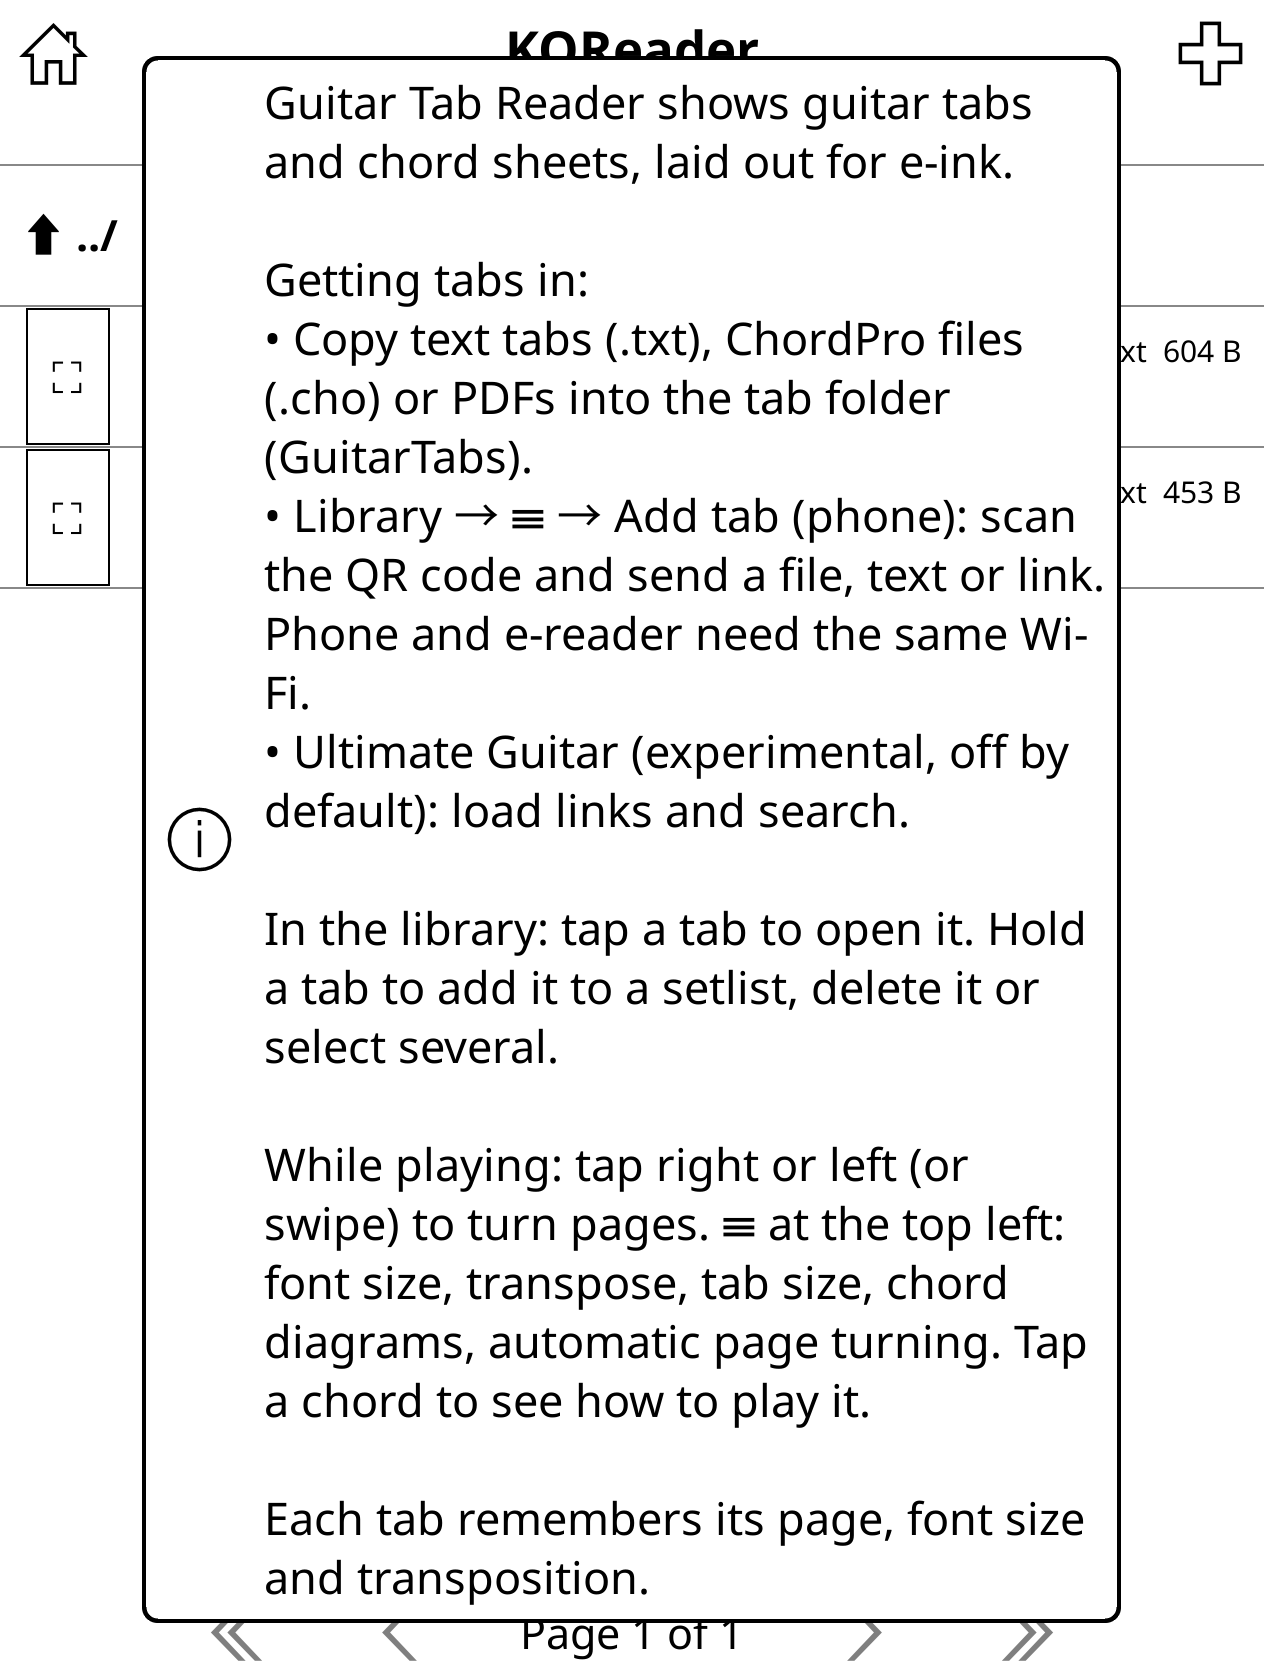 KOReader
Guitar Tab Reader shows guitar tabs
and chord sheets, laid out for e-ink.
../
Getting tabs in:
• Copy text tabs (.txt), ChordPro files
xt 604 B
(.cho) or PDFs into the tab folder
(GuitarTabs).
xt 453 B
• Library → ≡ → Add tab (phone): scan
the QR code and send a file, text or link.
Phone and e-reader need the same Wi-
Fi.
• Ultimate Guitar (experimental, off by
default): load links and search.
In the library: tap a tab to open it. Hold
a tab to add it to a setlist, delete it or
select several.
While playing: tap right or left (or
swipe) to turn pages. ≡ at the top left:
font size, transpose, tab size, chord
diagrams, automatic page turning. Tap
a chord to see how to play it.
Each tab remembers its page, font size
and transposition.
Page 1 of 1